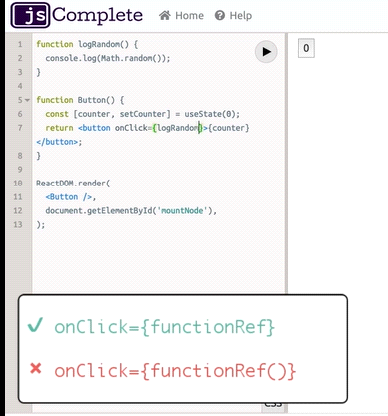 jsComplete Home Help
1 function logRandom() {
2 console.log(Math.random());
3 }
4
5 function Button() {
6 const [counter, setCounter] = useState(0);
7 return <button onClick={logRandom}>{counter}
</button>;
8 }
9
10 ReactDOM.render(
11 <Button />,
12 document.getElementById('mountNode'),
13 );
0
✔ onClick={functionRef}
✖ onClick={functionRef()}